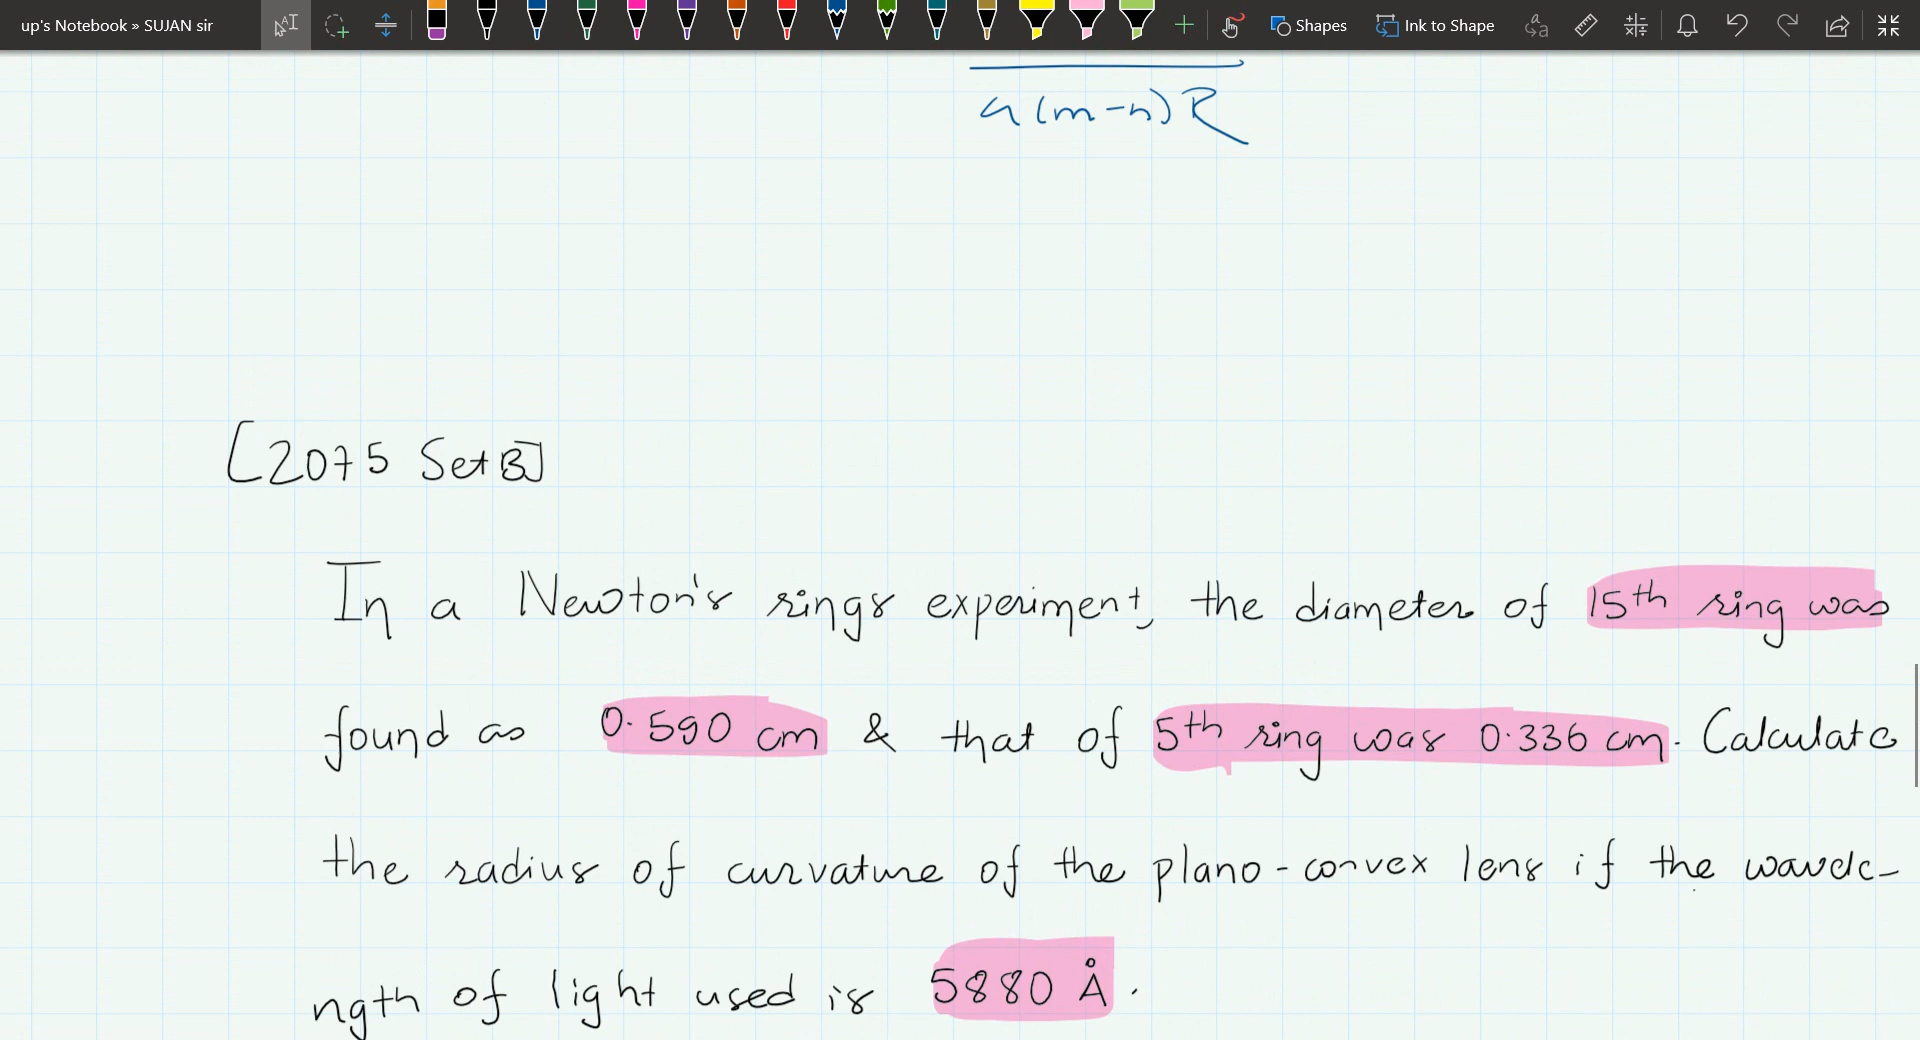 up's Notebook » SUJAN sir
Shapes
Ink to Shape
4(m-n)R
[2075 Set B]
In a Newton's rings experiment, the diameter of 15th ring was
found as 0.590 cm & that of 5th ring was 0.336 cm. Calculate
the radius of curvature of the plano-convex lens if the wavele-
ngth of light used is 5880 Å.